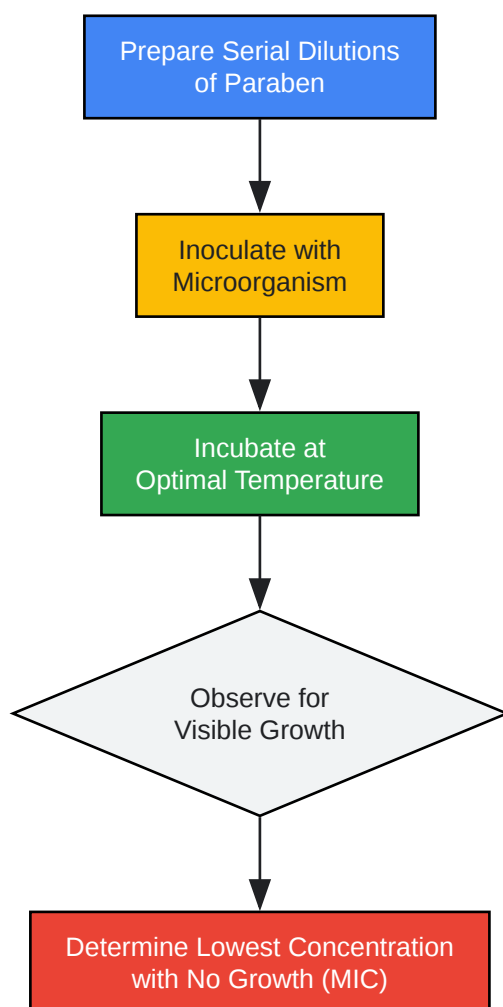 Prepare Serial Dilutions
of Paraben
Inoculate with
Microorganism
Incubate at
Optimal Temperature
Observe for
Visible Growth
Determine Lowest Concentration
with No Growth (MIC)